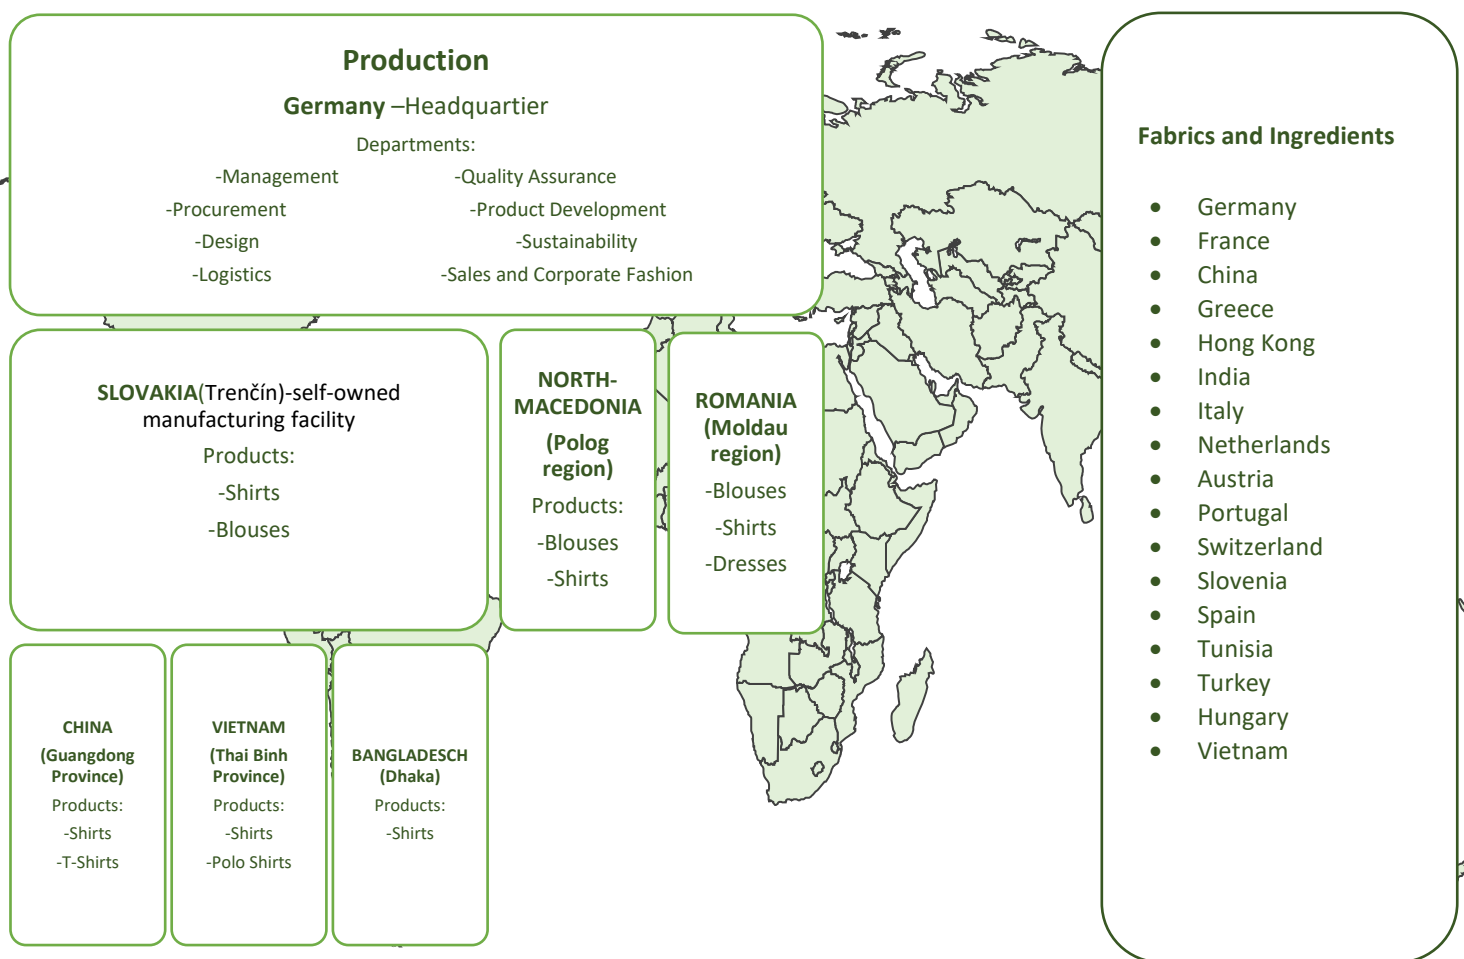 Production
Germany –Headquartier
Departments:
-Management -Quality Assurance
-Procurement -Product Development
-Design -Sustainability
-Logistics -Sales and Corporate Fashion
SLOVAKIA(Trenčín)-self-owned
manufacturing facility
Products:
-Shirts
-Blouses
NORTH-
MACEDONIA
(Polog
region)
Products:
-Blouses
-Shirts
ROMANIA
(Moldau
region)
-Blouses
-Shirts
-Dresses
CHINA
(Guangdong
Province)
Products:
-Shirts
-T-Shirts
VIETNAM
(Thai Binh
Province)
Products:
-Shirts
-Polo Shirts
BANGLADESCH
(Dhaka)
Products:
-Shirts
Fabrics and Ingredients
• Germany
• France
• China
• Greece
• Hong Kong
• India
• Italy
• Netherlands
• Austria
• Portugal
• Switzerland
• Slovenia
• Spain
• Tunisia
• Turkey
• Hungary
• Vietnam